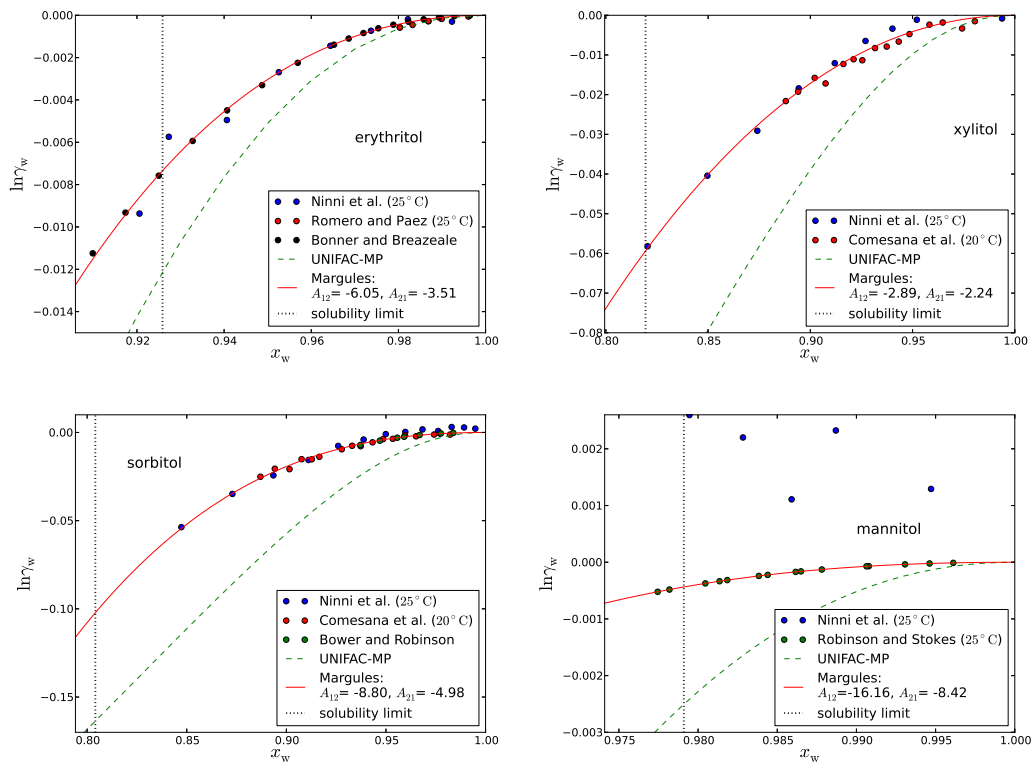 0.000
−0.002
−0.004
−0.006
−0.008
−0.010
−0.012
−0.014
lnγw
0.92 0.94 0.96 0.98 1.00
xw
erythritol
Ninni et al. (25°C)
Romero and Paez (25°C)
Bonner and Breazeale
UNIFAC-MP
Margules:
A12= -6.05, A21= -3.51
solubility limit
0.00
−0.01
−0.02
−0.03
−0.04
−0.05
−0.06
−0.07
−0.08
lnγw
0.80 0.85 0.90 0.95 1.00
xw
xylitol
Ninni et al. (25°C)
Comesana et al. (20°C)
UNIFAC-MP
Margules:
A12= -2.89, A21= -2.24
solubility limit
0.00
−0.05
−0.10
−0.15
lnγw
0.80 0.85 0.90 0.95 1.00
xw
sorbitol
Ninni et al. (25°C)
Comesana et al. (20°C)
Bower and Robinson
UNIFAC-MP
Margules:
A12= -8.80, A21= -4.98
solubility limit
0.002
0.001
0.000
−0.001
−0.002
−0.003
lnγw
0.975 0.980 0.985 0.990 0.995 1.000
xw
mannitol
Ninni et al. (25°C)
Robinson and Stokes (25°C)
UNIFAC-MP
Margules:
A12=-16.16, A21= -8.42
solubility limit